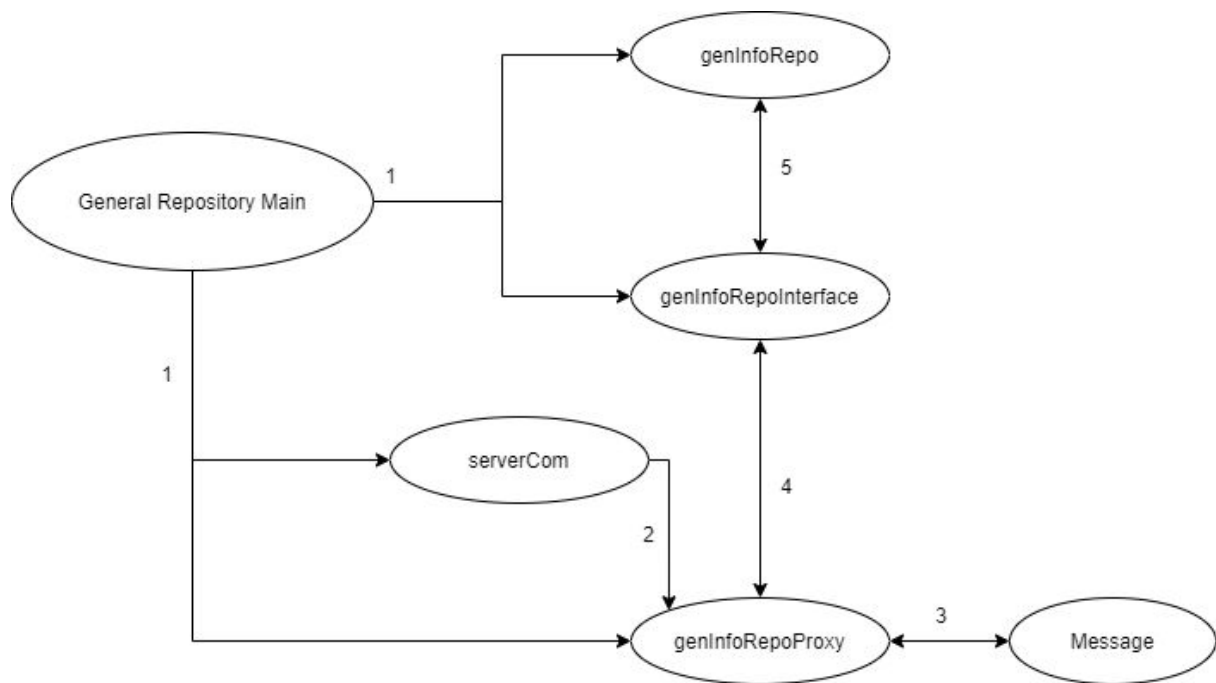 genInfoRepo
1
5
General Repository Main
genInfoRepoInterface
1
serverCom
4
2
genInfoRepoProxy
3
Message